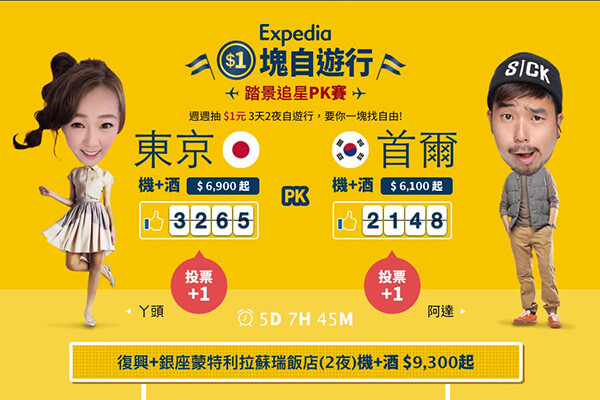 Expedia
$1 塊自遊行
踏景追星PK賽
週週抽 $1元 3天2夜自遊行，要你一塊找自由!
東京
首爾
機+酒 $ 6,900 起
機+酒 $ 6,100 起
PK
3265
2148
投票
+1
投票
+1
丫頭
5D 7H 45M
阿達
復興+銀座蒙特利拉蘇瑞飯店(2夜)機+酒 $9,300起
S/CK